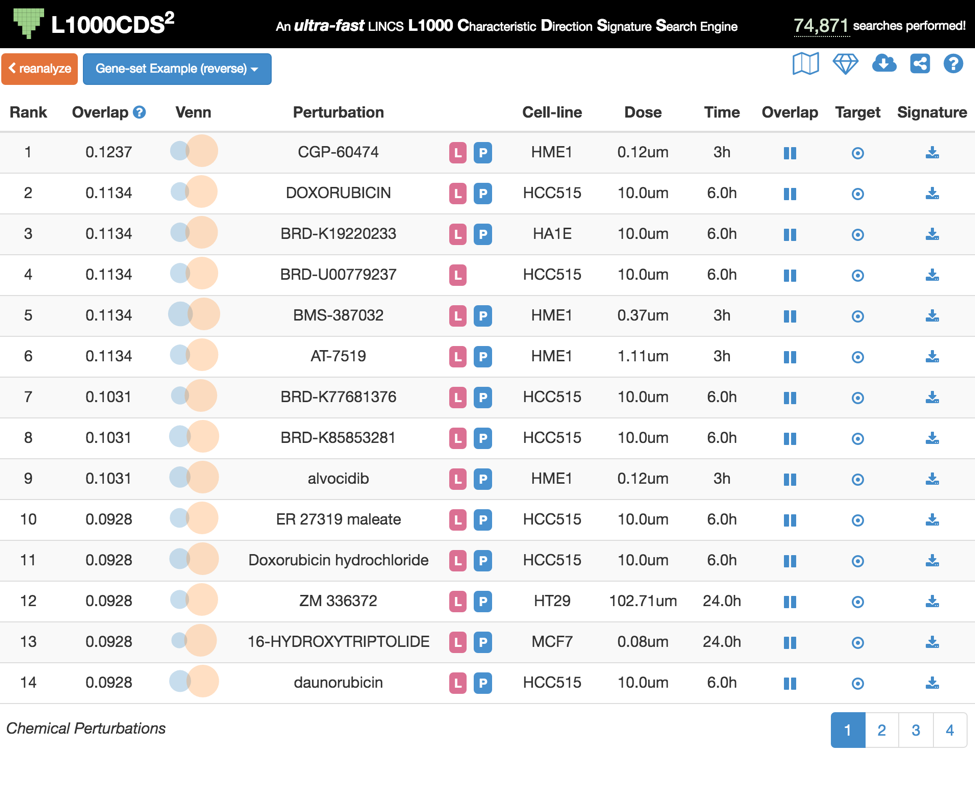 L1000CDS²
An ultra-fast LINCS L1000 Characteristic Direction Signature Search Engine
74,871 searches performed!
reanalyze Gene-set Example (reverse)
Rank Overlap ? Venn Perturbation Cell-line Dose Time Overlap Target Signature
1 0.1237 CGP-60474 L P HME1 0.12um 3h
2 0.1134 DOXORUBICIN L P HCC515 10.0um 6.0h
3 0.1134 BRD-K19220233 L P HA1E 10.0um 6.0h
4 0.1134 BRD-U00779237 L HCC515 10.0um 6.0h
5 0.1134 BMS-387032 L P HME1 0.37um 3h
6 0.1134 AT-7519 L P HME1 1.11um 3h
7 0.1031 BRD-K77681376 L P HCC515 10.0um 6.0h
8 0.1031 BRD-K85853281 L P HCC515 10.0um 6.0h
9 0.1031 alvocidib L P HME1 0.12um 3h
10 0.0928 ER 27319 maleate L P HCC515 10.0um 6.0h
11 0.0928 Doxorubicin hydrochloride L P HCC515 10.0um 6.0h
12 0.0928 ZM 336372 L P HT29 102.71um 24.0h
13 0.0928 16-HYDROXYTRIPTOLIDE L P MCF7 0.08um 24.0h
14 0.0928 daunorubicin L P HCC515 10.0um 6.0h
Chemical Perturbations 1 2 3 4